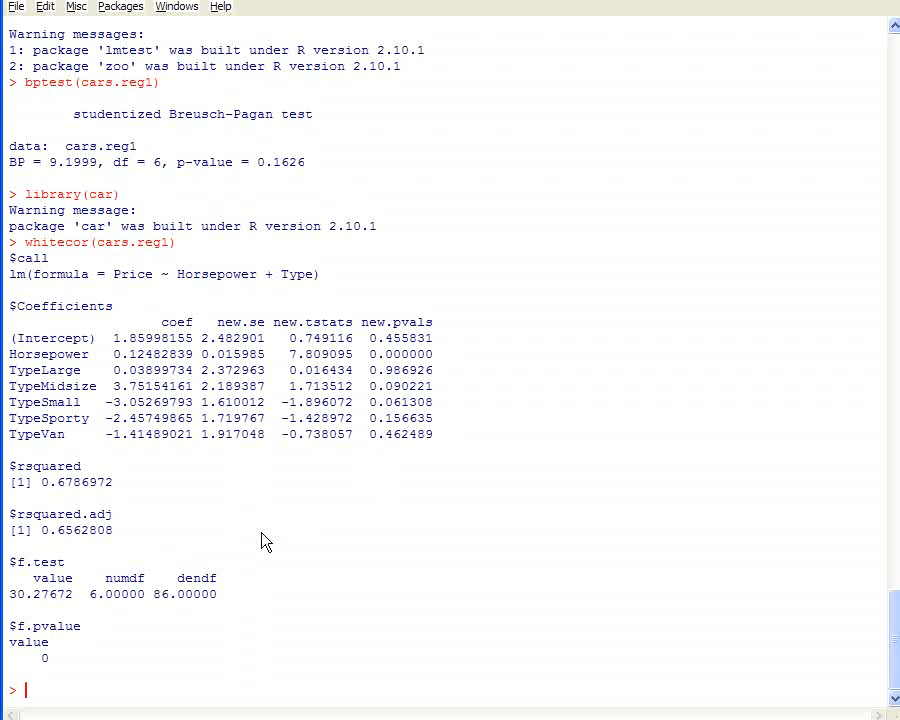 File Edit Misc Packages Windows Help
Warning messages:
1: package 'lmtest' was built under R version 2.10.1
2: package 'zoo' was built under R version 2.10.1
> bptest(cars.reg1)
studentized Breusch-Pagan test
data:  cars.reg1
BP = 9.1999, df = 6, p-value = 0.1626
> library(car)
Warning message:
package 'car' was built under R version 2.10.1
> whitecor(cars.reg1)
$call
lm(formula = Price ~ Horsepower + Type)
$Coefficients
coef new.se new.tstats new.pvals
(Intercept) 1.85998155 2.482901 0.749116 0.455831
Horsepower 0.12482839 0.015985 7.809095 0.000000
TypeLarge 0.03899734 2.372963 0.016434 0.986926
TypeMidsize 3.75154161 2.189387 1.713512 0.090221
TypeSmall -3.05269793 1.610012 -1.896072 0.061308
TypeSporty -2.45749865 1.719767 -1.428972 0.156635
TypeVan -1.41489021 1.917048 -0.738057 0.462489
$rsquared
[1] 0.6786972
$rsquared.adj
[1] 0.6562808
$f.test
value numdf dendf
30.27672 6.00000 86.00000
$f.pvalue
value
0
>